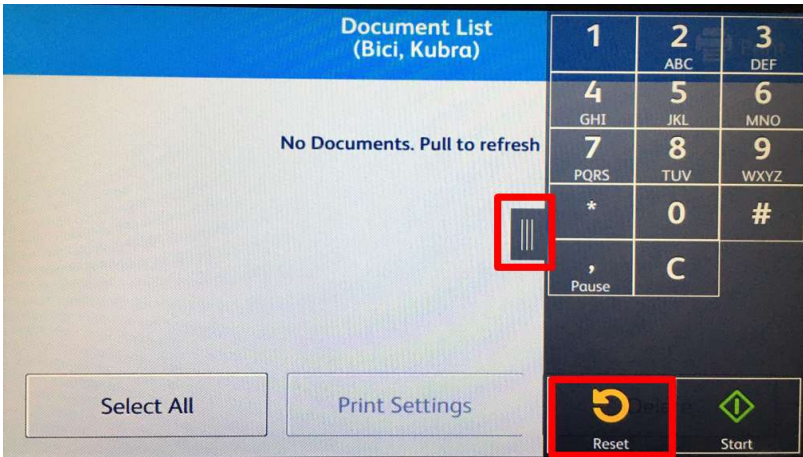 Document List
(Bici, Kubra)
No Documents. Pull to refresh
1
2
ABC
3
DEF
4
GHI
5
JKL
6
MNO
7
PQRS
8
TUV
9
WXYZ
*
0
#
,
Pause
C
Select All
Print Settings
Delete
Reset
Start